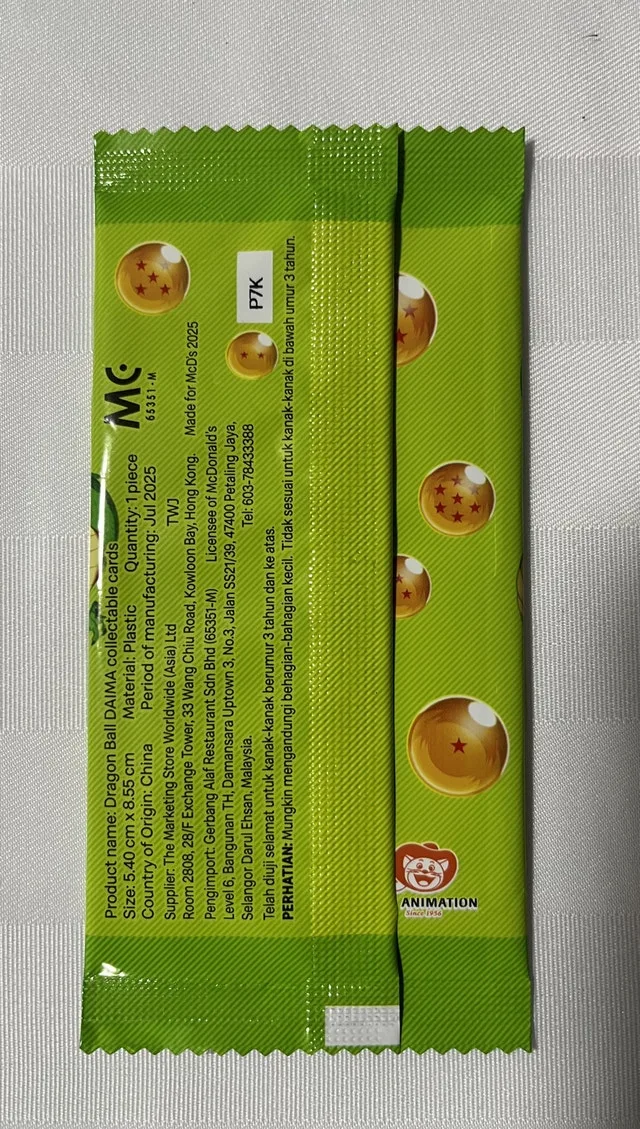 Product name: Dragon Ball DAIMA collectable cards
Size: 5.40 cm x 8.55 cm Material: Plastic Quantity: 1 piece
Country of Origin: China Period of manufacturing: Jul 2025
MC
65351-M
Supplier: The Marketing Store Worldwide (Asia) Ltd TWJ
Room 2808, 28/F Exchange Tower, 33 Wang Chiu Road, Kowloon Bay, Hong Kong. Made for McD's 2025
Pengimport: Gerbang Alaf Restaurant Sdn Bhd (65351-M) Licensee of McDonald's
Level 6, Bangunan TH, Damansara Uptown 3, No.3, Jalan SS21/39, 47400 Petaling Jaya,
Selangor Darul Ehsan, Malaysia. Tel: 603-78433388
P7K
Telah diuji selamat untuk kanak-kanak berumur 3 tahun dan ke atas.
PERHATIAN: Mungkin mengandungi bahagian-bahagian kecil. Tidak sesuai untuk kanak-kanak di bawah umur 3 tahun.
ANIMATION
Since 1956